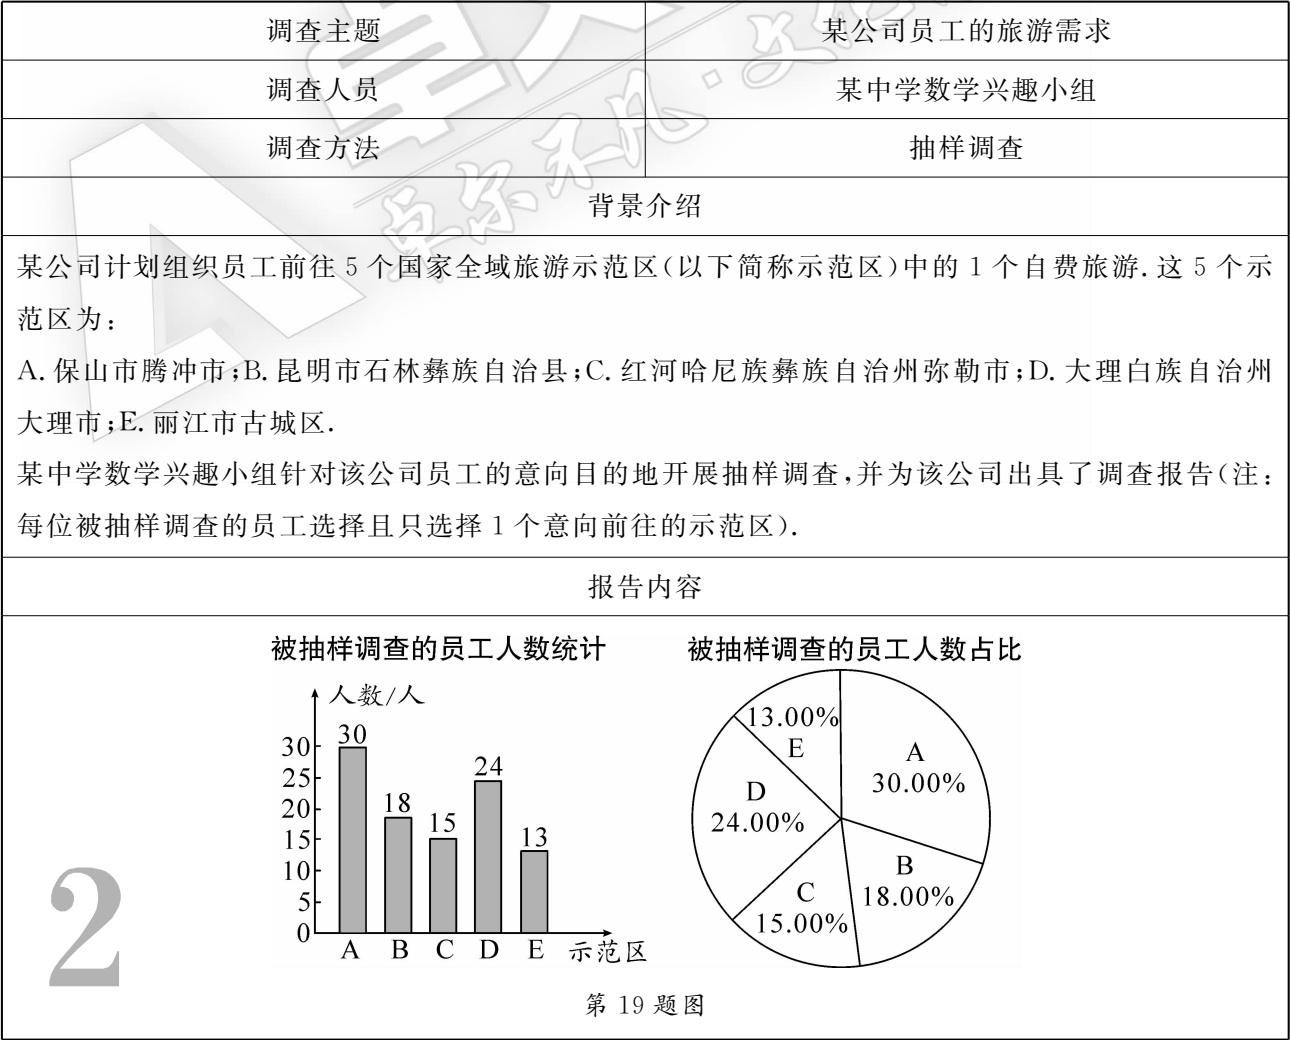 调查主题 某公司员工的旅游需求
调查人员 某中学数学兴趣小组
调查方法 抽样调查
背景介绍
某公司计划组织员工前往 5 个国家全域旅游示范区(以下简称示范区)中的 1 个自费旅游. 这 5 个示
范区为:
A. 保山市腾冲市;B. 昆明市石林彝族自治县;C. 红河哈尼族彝族自治州弥勒市;D. 大理白族自治州
大理市;E. 丽江市古城区.
某中学数学兴趣小组针对该公司员工的意向目的地开展抽样调查,并为该公司出具了调查报告(注:
每位被抽样调查的员工选择且只选择 1 个意向前往的示范区).
报告内容
被抽样调查的员工人数统计
人数/人
30
25
20
15
10
5
0
30
18
15
24
13
A B C D E 示范区
被抽样调查的员工人数占比
13.00%
E
A
30.00%
D
24.00%
B
18.00%
C
15.00%
第 19 题图
2
卓尔不凡·文化